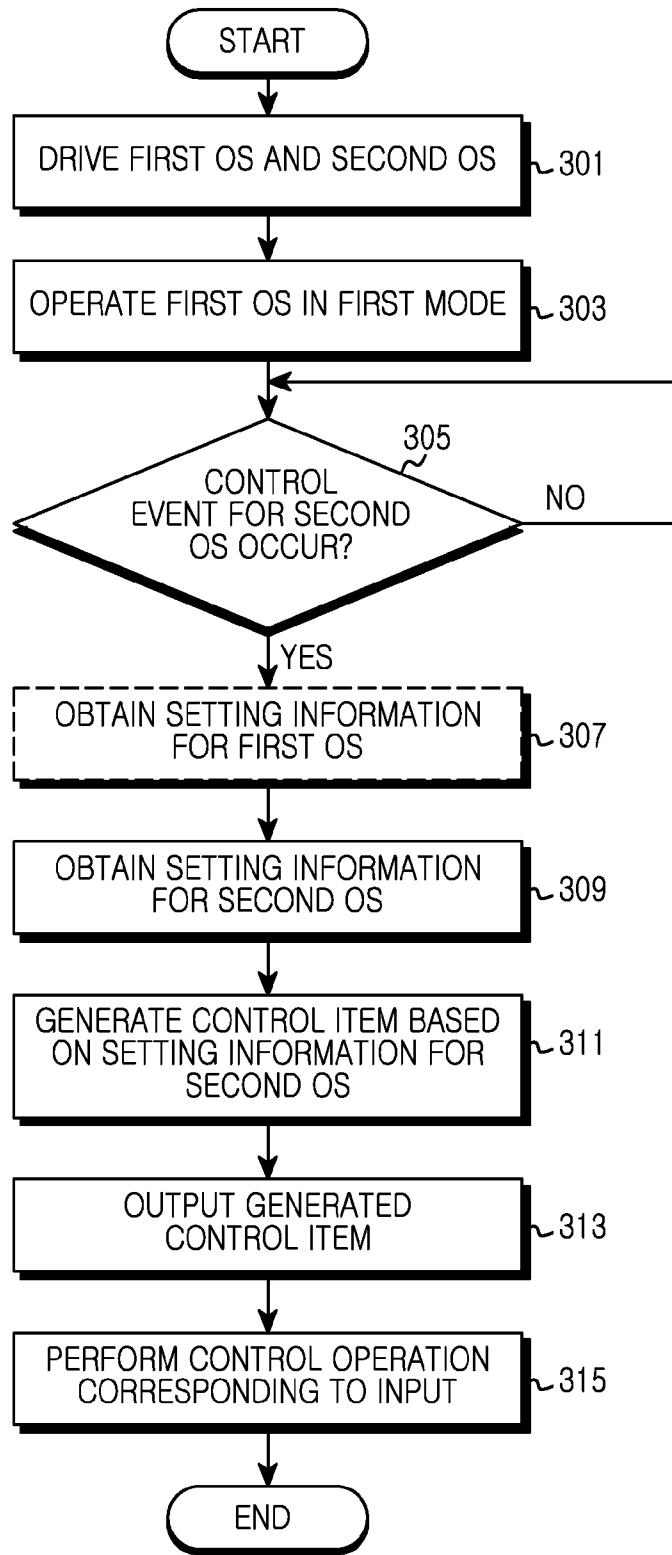 START
DRIVE FIRST OS AND SECOND OS
301
OPERATE FIRST OS IN FIRST MODE
303
305
CONTROL
EVENT FOR SECOND
OS OCCUR?
NO
YES
OBTAIN SETTING INFORMATION
FOR FIRST OS
307
OBTAIN SETTING INFORMATION
FOR SECOND OS
309
GENERATE CONTROL ITEM BASED
ON SETTING INFORMATION FOR
SECOND OS
311
OUTPUT GENERATED
CONTROL ITEM
313
PERFORM CONTROL OPERATION
CORRESPONDING TO INPUT
315
END